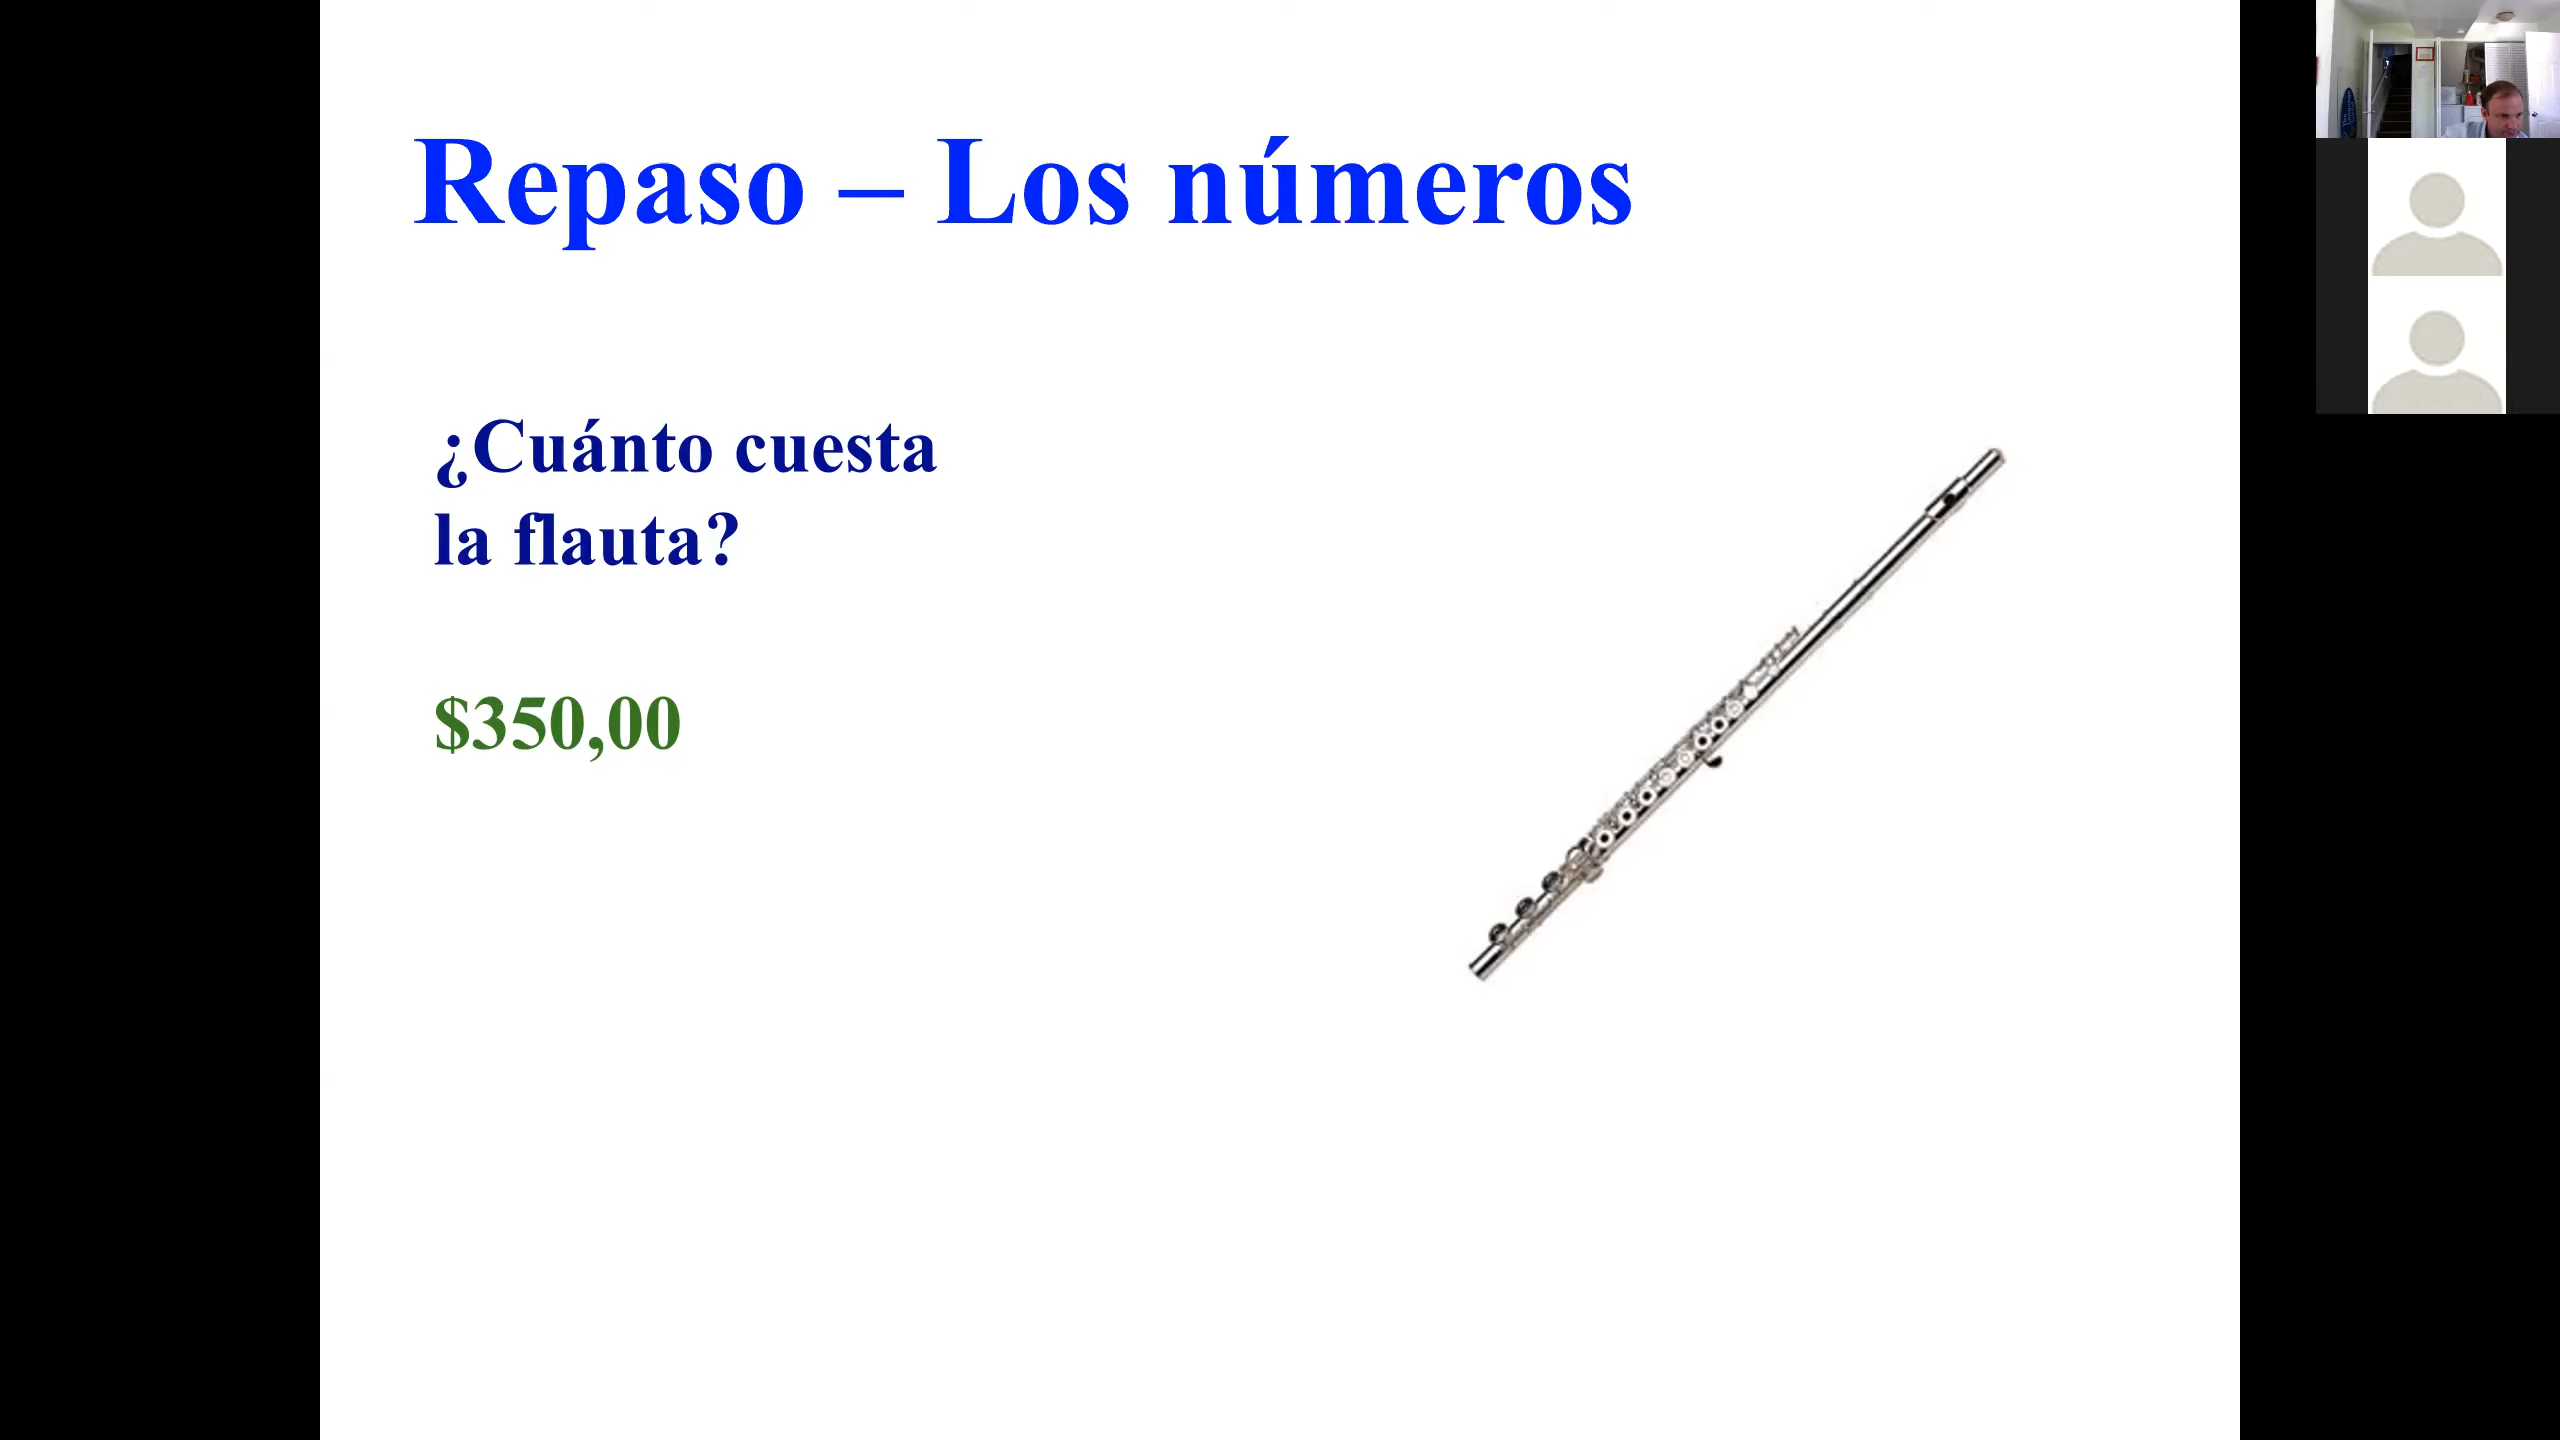 Repaso – Los números
¿Cuánto cuesta
la flauta?
$350,00